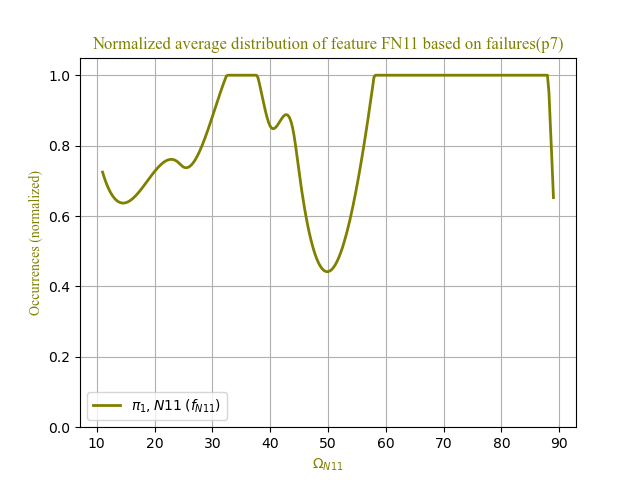 Normalized average distribution of feature FN11 based on failures(p7)
Occurrences (normalized)
1.0
0.8
0.6
0.4
0.2
0.0
π₁, N11 (f_N11)
10 20 30 40 50 60 70 80 90
Ω_N11